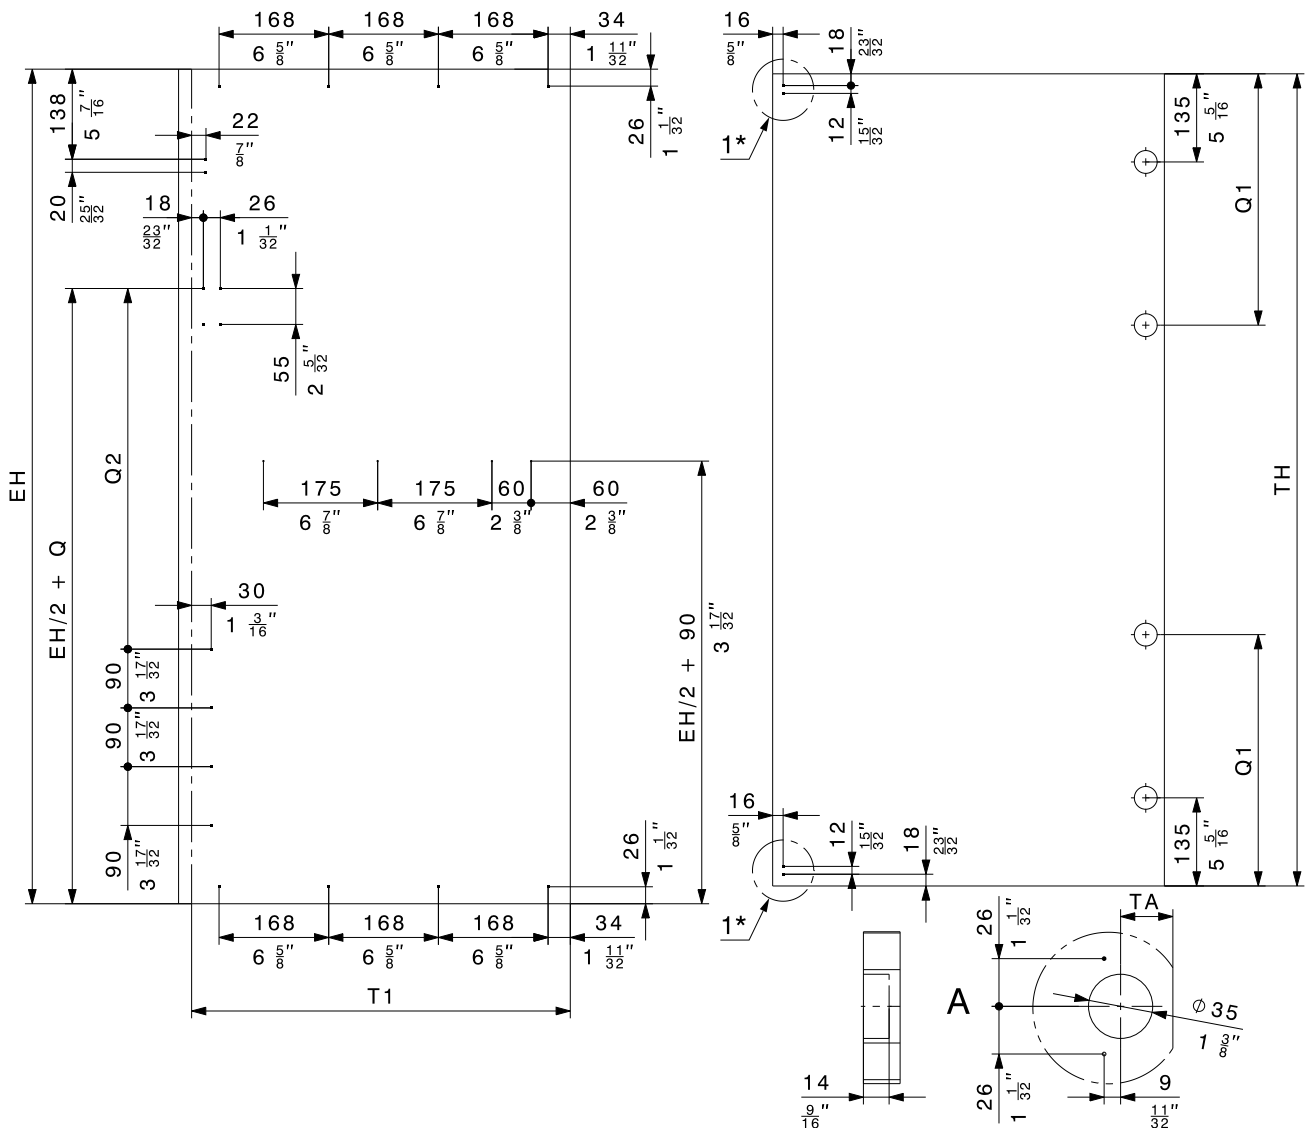 168 168 168 34
6 5/8" 6 5/8" 6 5/8" 1 11/32"
138
5 7/16"
22
7/8"
26
1 1/32"
20
25/32"
18 26
23/32" 1 1/32"
55
2 5/32"
EH
Q2
EH/2 + Q
175 175 60 60
6 7/8" 6 7/8" 2 3/8" 2 3/8"
30
1 3/16"
EH/2 + 90
3 17/32"
90
3 17/32"
90
3 17/32"
90
3 17/32"
26
1 1/32"
168 168 168 34
6 5/8" 6 5/8" 6 5/8" 1 11/32"
T1
16
5/8"
18
23/32"
12
15/32"
1*
135
5 5/16"
Q1
TH
Q1
16
5/8"
12
15/32"
18
23/32"
135
5 5/16"
1*
TA
26
1 1/32"
A
Ø 35
1 3/8"
26
1 1/32"
14
9/16"
9
11/32"